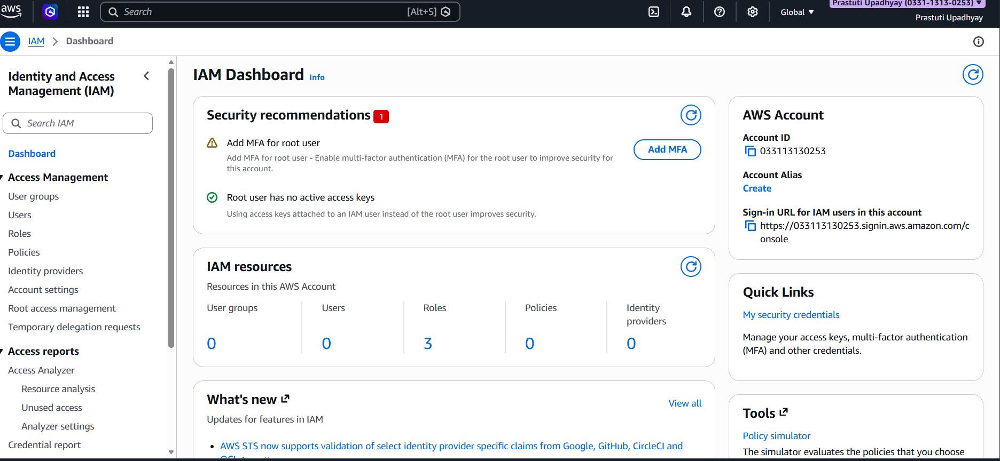 aws
Search
[Alt+S]
Global
Prastuti Upadhyay (0331-1313-0253)
Prastuti Upadhyay
IAM
Dashboard
Identity and Access
Management (IAM)
Search IAM
Dashboard
Access Management
User groups
Users
Roles
Policies
Identity providers
Account settings
Root access management
Temporary delegation requests
Access reports
Access Analyzer
Resource analysis
Unused access
Analyzer settings
Credential report
IAM Dashboard Info
Security recommendations 1
Add MFA for root user
Add MFA for root user - Enable multi-factor authentication (MFA) for the root user to improve security for
this account.
Add MFA
Root user has no active access keys
Using access keys attached to an IAM user instead of the root user improves security.
IAM resources
Resources in this AWS Account
User groups
0
Users
0
Roles
3
Policies
0
Identity
providers
0
What's new
View all
Updates for features in IAM
AWS STS now supports validation of select identity provider specific claims from Google, GitHub, CircleCI and
AWS Account
Account ID
033113130253
Account Alias
Create
Sign-in URL for IAM users in this account
https://033113130253.signin.aws.amazon.com/c
onsole
Quick Links
My security credentials
Manage your access keys, multi-factor authentication
(MFA) and other credentials.
Tools
Policy simulator
The simulator evaluates the policies that you choose